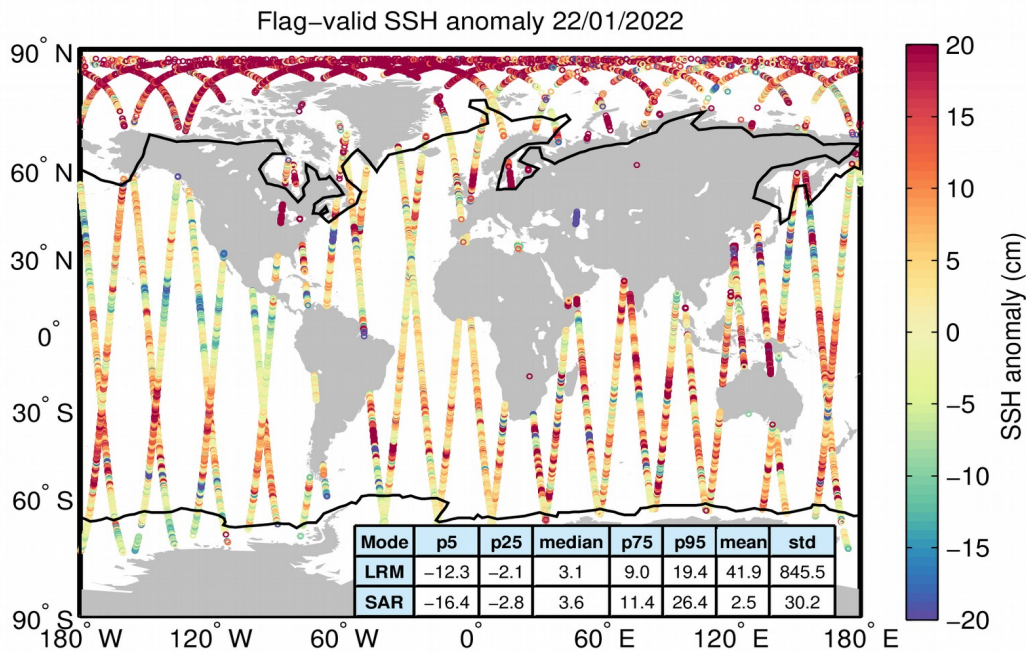 Flag−valid SSH anomaly 22/01/2022
90° N
60° N
30° N
0°
30° S
60° S
90° S
180° W
120° W
60° W
0°
60° E
120° E
180° E
Mode p5 p25 median p75 p95 mean std
LRM −12.3 −2.1 3.1 9.0 19.4 41.9 845.5
SAR −16.4 −2.8 3.6 11.4 26.4 2.5 30.2
20
15
10
5
0
−5
−10
−15
−20
SSH anomaly (cm)